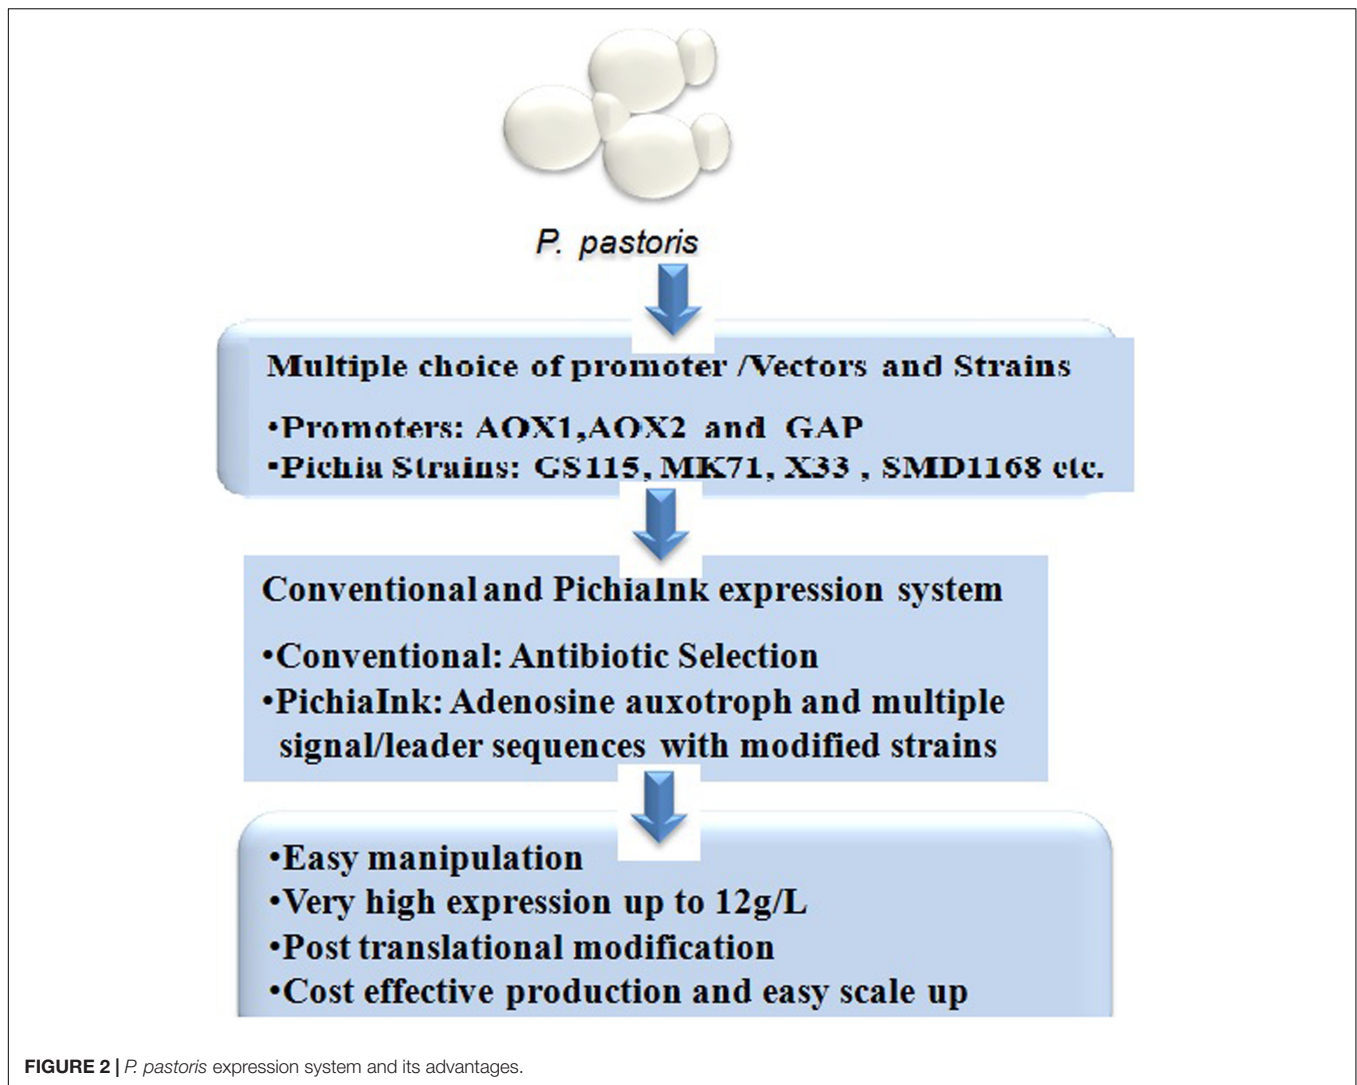 P. pastoris
Multiple choice of promoter /Vectors and Strains
•Promoters: AOX1,AOX2 and GAP
▪Pichia Strains: GS115, MK71, X33 , SMD1168 etc.
Conventional and PichiaInk expression system
•Conventional: Antibiotic Selection
•PichiaInk: Adenosine auxotroph and multiple
signal/leader sequences with modified strains
•Easy manipulation
•Very high expression up to 12g/L
•Post translational modification
•Cost effective production and easy scale up
FIGURE 2 | P. pastoris expression system and its advantages.